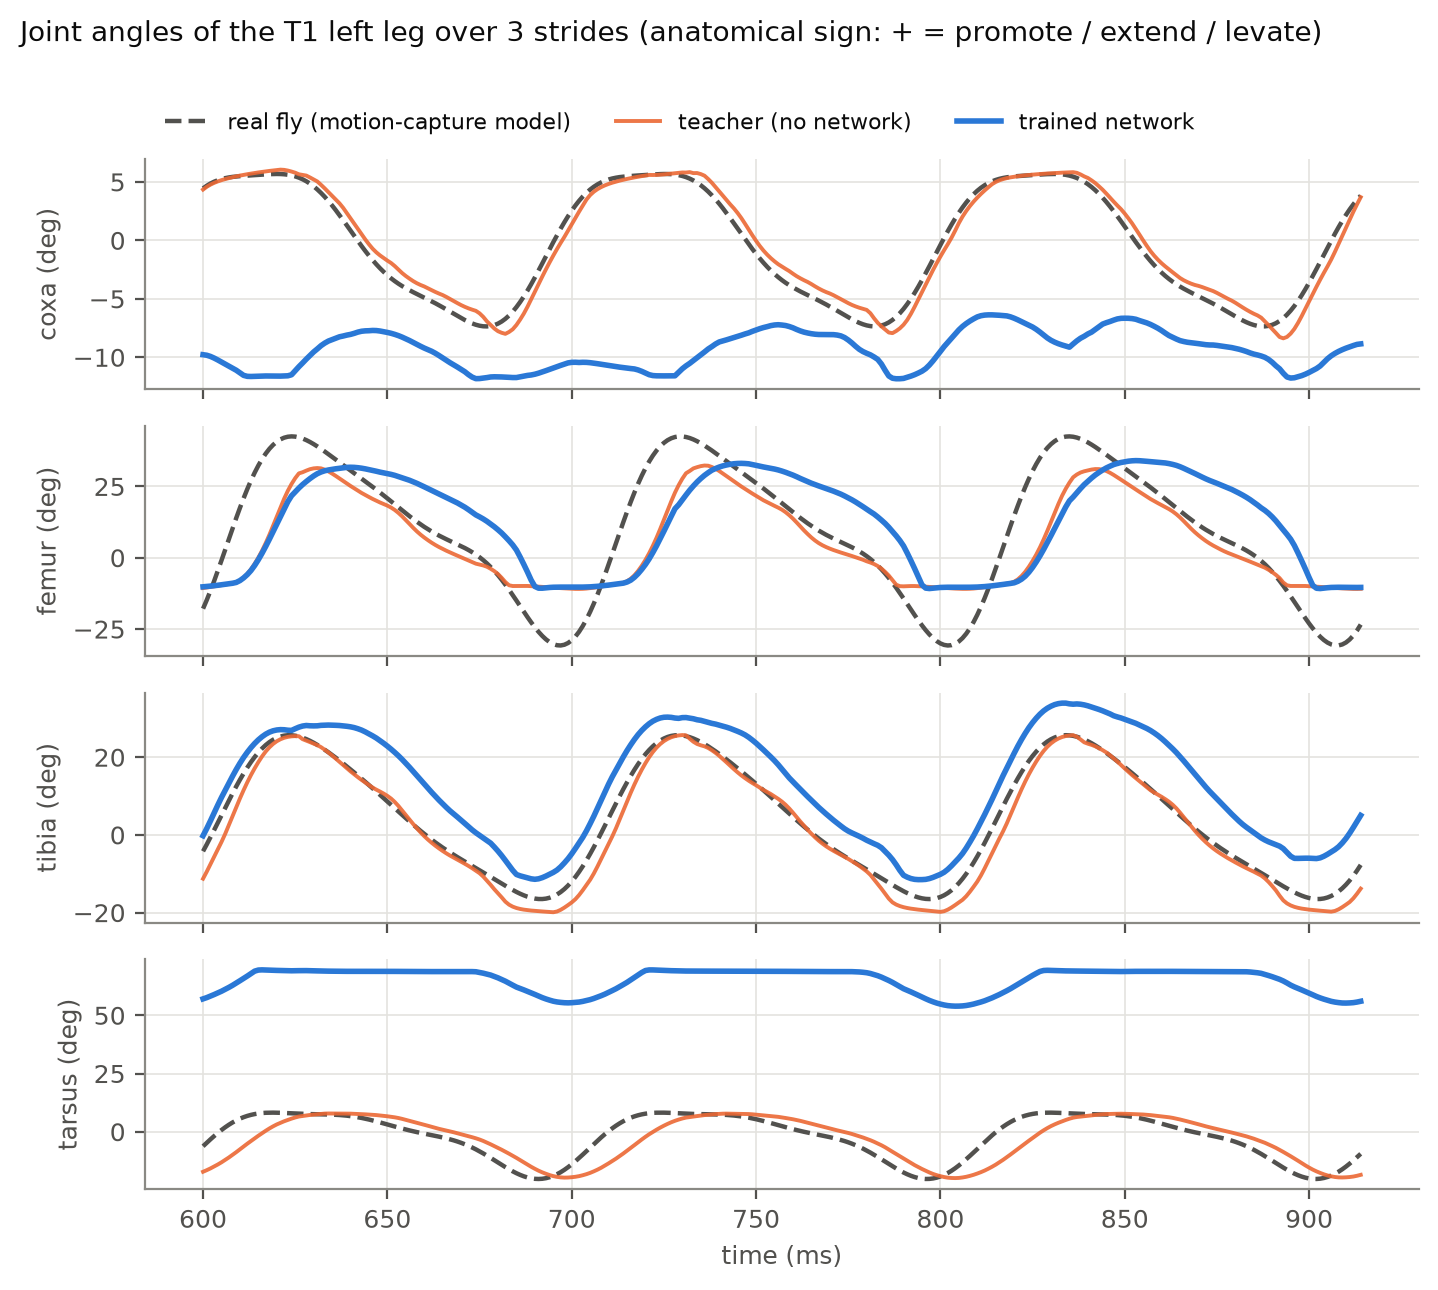 Joint angles of the T1 left leg over 3 strides (anatomical sign: + = promote / extend / levate)
real fly (motion-capture model) teacher (no network) trained network
coxa (deg)
5
0
−5
−10
femur (deg)
25
0
−25
tibia (deg)
20
0
−20
tarsus (deg)
50
25
0
600 650 700 750 800 850 900
time (ms)